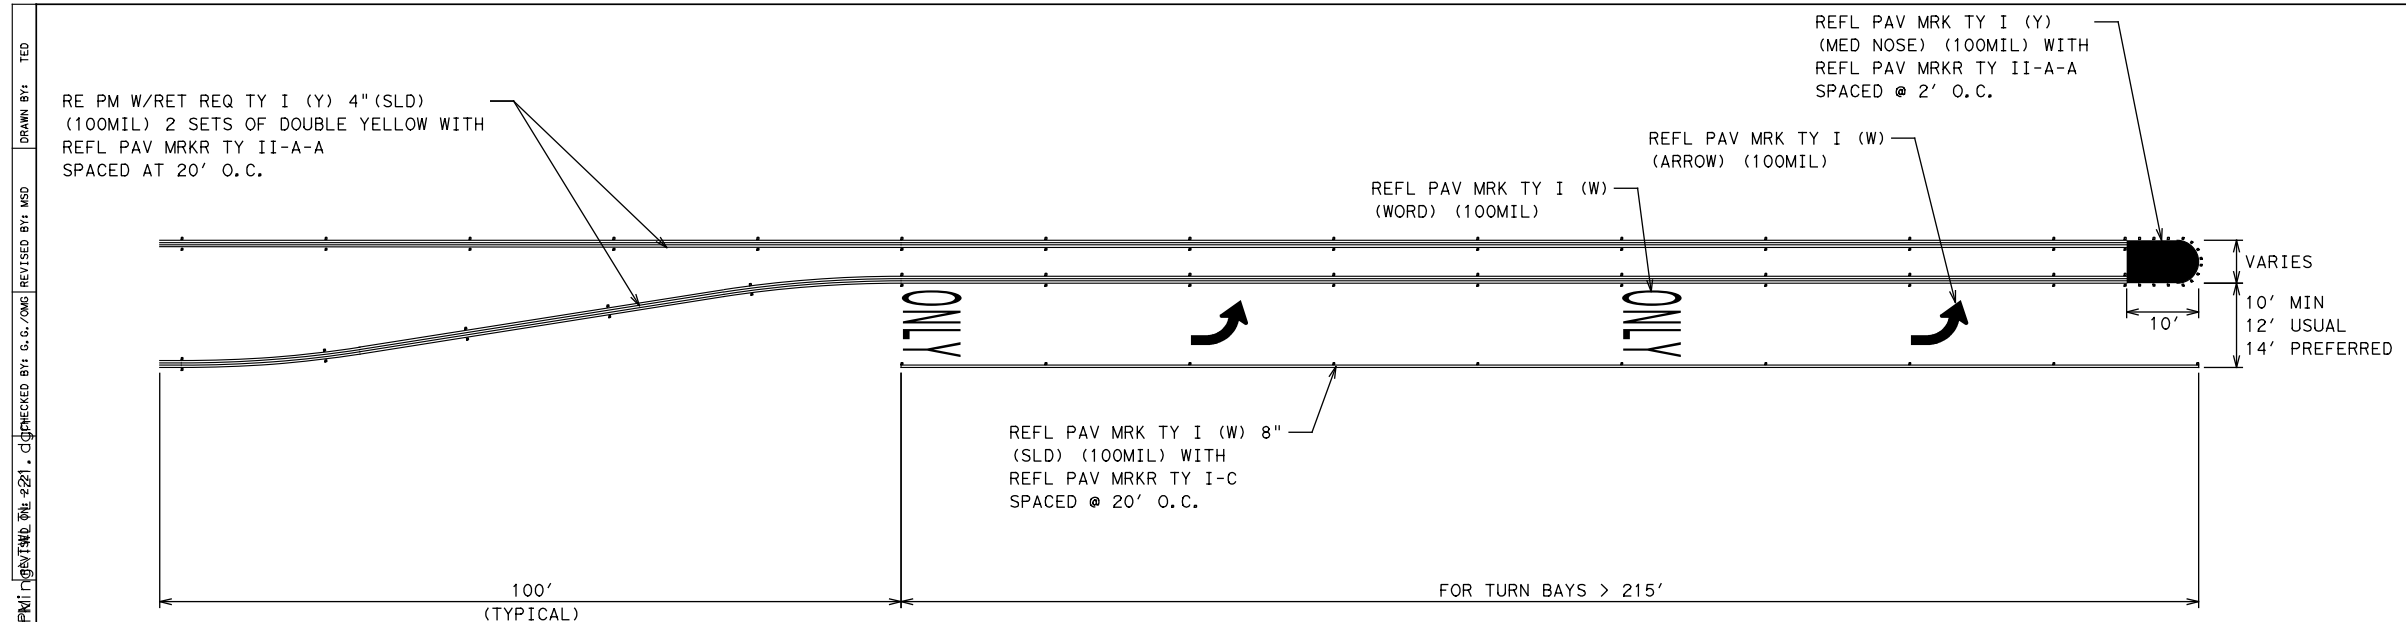 REFL PAV MRK TY I (Y)
(MED NOSE) (100MIL) WITH
REFL PAV MRKR TY II-A-A
SPACED @ 2' O.C.
RE PM W/RET REQ TY I (Y) 4"(SLD)
(100MIL) 2 SETS OF DOUBLE YELLOW WITH
REFL PAV MRKR TY II-A-A
SPACED AT 20' O.C.
REFL PAV MRK TY I (W)
(ARROW) (100MIL)
REFL PAV MRK TY I (W)
(WORD) (100MIL)
ONLY
ONLY
VARIES
10'
10' MIN
12' USUAL
14' PREFERRED
REFL PAV MRK TY I (W) 8"
(SLD) (100MIL) WITH
REFL PAV MRKR TY I-C
SPACED @ 20' O.C.
100'
(TYPICAL)
FOR TURN BAYS > 215'
DRAWN BY: TED
REVISED BY: MSD
CHECKED BY: G.G./OMG